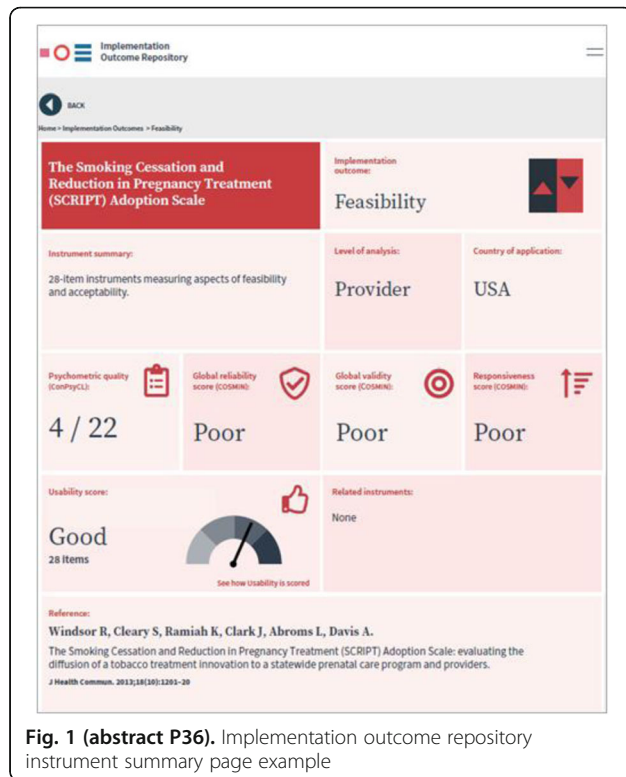 Implementation
Outcome Repository
BACK
Home > Implementation Outcomes > Feasibility
The Smoking Cessation and
Reduction in Pregnancy Treatment
(SCRIPT) Adoption Scale
Implementation
outcome:
Feasibility
Instrument summary:
28-item instruments measuring aspects of feasibility
and acceptability.
Level of analysis:
Provider
Country of application:
USA
Psychometric quality
(ConPsyCL):
4 / 22
Global reliability
score (COSMIN):
Poor
Global validity
score (COSMIN):
Poor
Responsiveness
score (COSMIN):
Poor
Usability score:
Good
28 Items
See how Usability is scored
Related instruments:
None
Reference:
Windsor R, Cleary S, Ramiah K, Clark J, Abroms L, Davis A.
The Smoking Cessation and Reduction in Pregnancy Treatment (SCRIPT) Adoption Scale: evaluating the
diffusion of a tobacco treatment innovation to a statewide prenatal care program and providers.
J Health Commun. 2013;18(10):1201-20
Fig. 1 (abstract P36). Implementation outcome repository
instrument summary page example